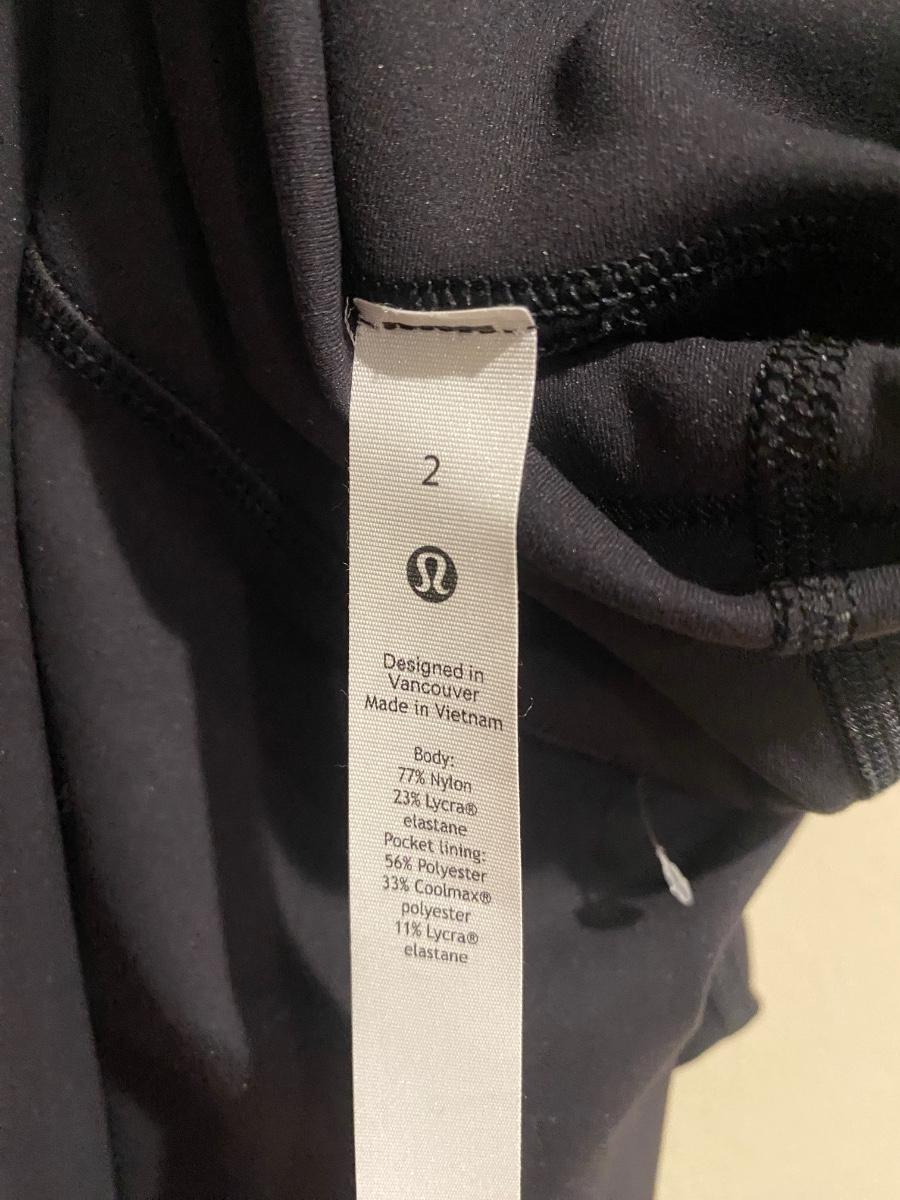 2
Designed in
Vancouver
Made in Vietnam
Body:
77% Nylon
23% Lycra®
elastane
Pocket lining:
56% Polyester
33% Coolmax®
polyester
11% Lycra®
elastane